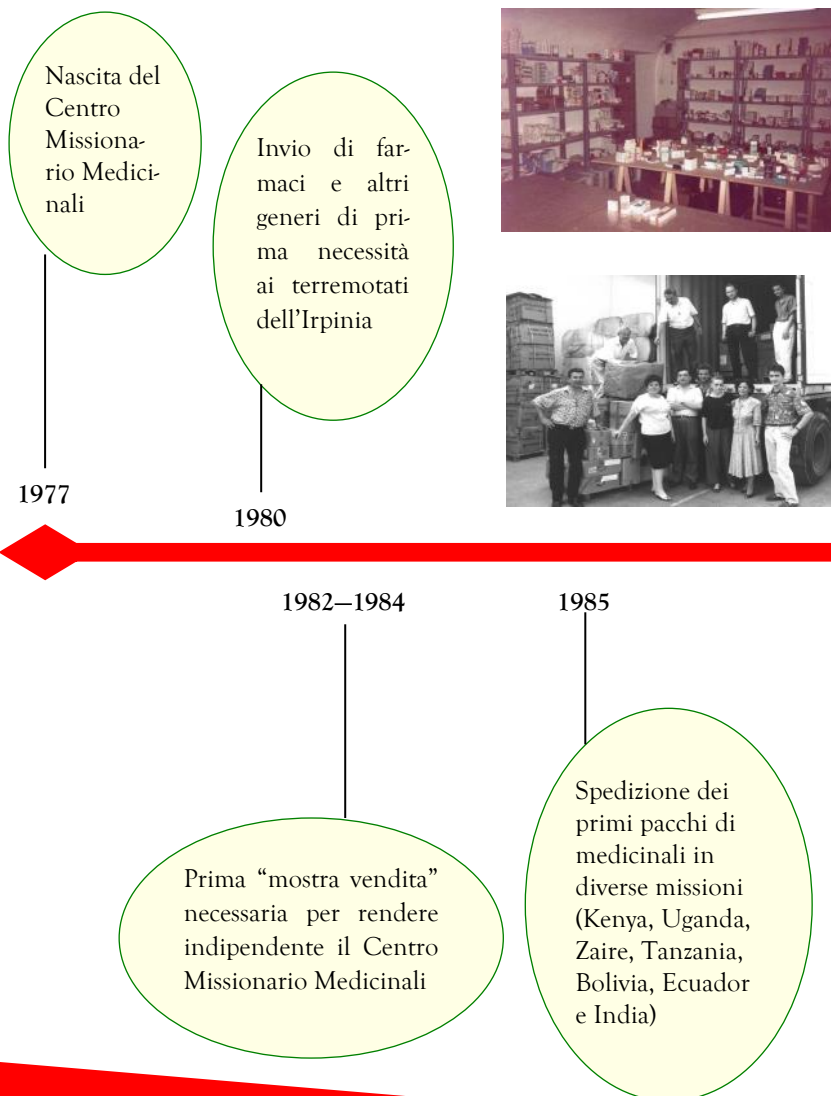 Nascita del
Centro
Missiona-
rio Medici-
nali
Invio di far-
maci e altri
generi di pri-
ma necessità
ai terremotati
dell’Irpinia
1977
1980
1982–1984
1985
Prima “mostra vendita”
necessaria per rendere
indipendente il Centro
Missionario Medicinali
Spedizione dei
primi pacchi di
medicinali in
diverse missioni
(Kenya, Uganda,
Zaire, Tanzania,
Bolivia, Ecuador
e India)